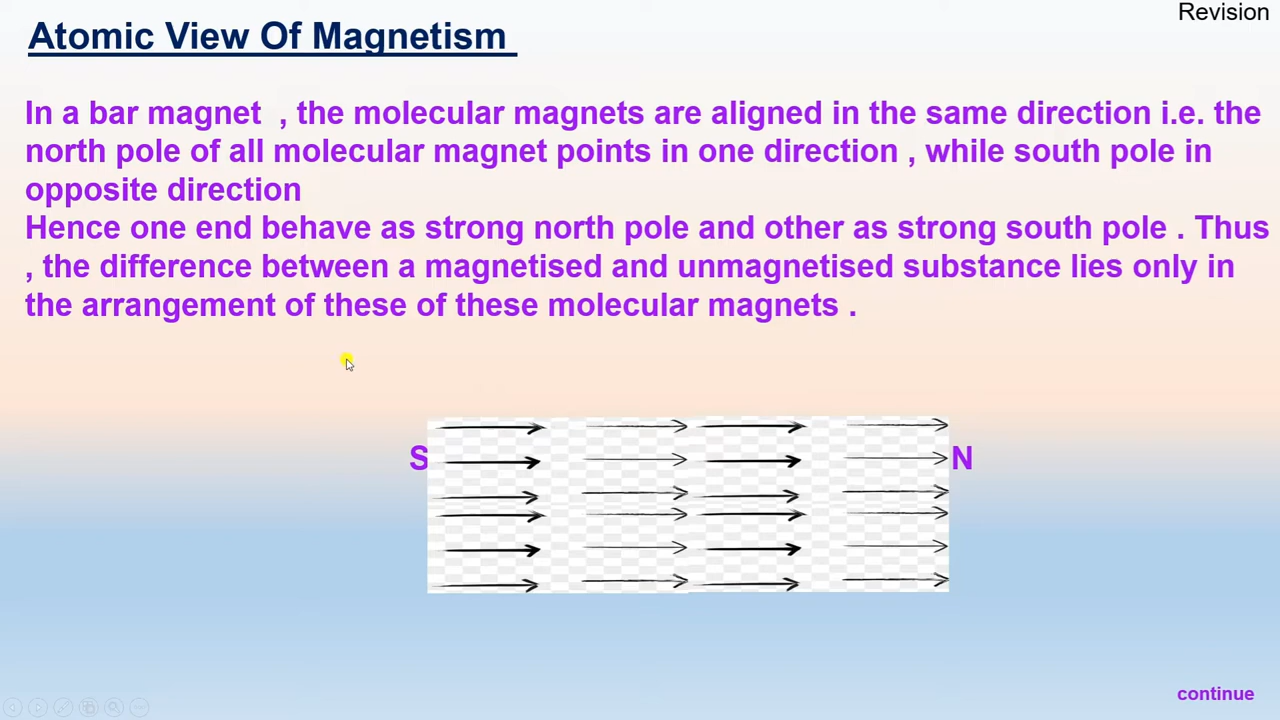 Revision
Atomic View Of Magnetism
In a bar magnet , the molecular magnets are aligned in the same direction i.e. the
north pole of all molecular magnet points in one direction , while south pole in
opposite direction
Hence one end behave as strong north pole and other as strong south pole . Thus
, the difference between a magnetised and unmagnetised substance lies only in
the arrangement of these of these molecular magnets .
S N
continue